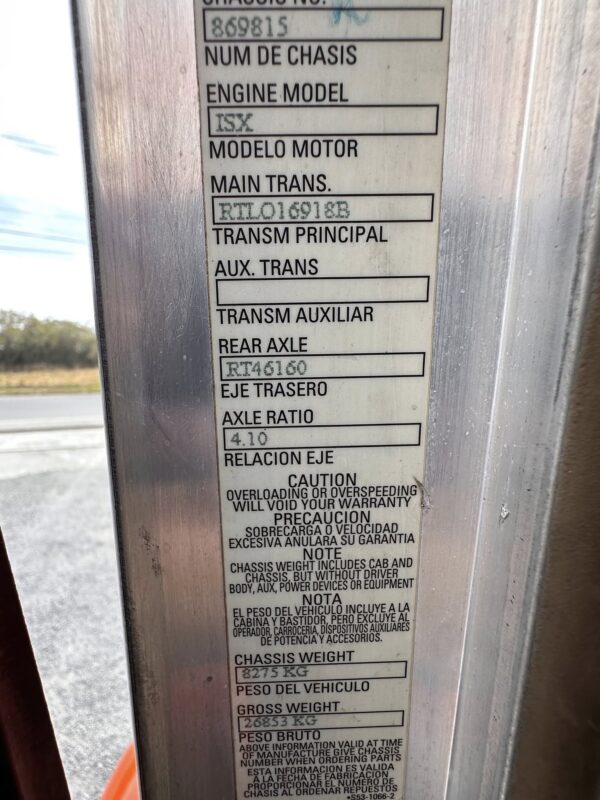 CHASSIS NO.
869815
NUM DE CHASIS
ENGINE MODEL
ISX
MODELO MOTOR
MAIN TRANS.
RTLO16918B
TRANSM PRINCIPAL
AUX. TRANS
TRANSM AUXILIAR
REAR AXLE
RT46160
EJE TRASERO
AXLE RATIO
4.10
RELACION EJE
CAUTION
OVERLOADING OR OVERSPEEDING
WILL VOID YOUR WARRANTY
PRECAUCION
SOBRECARGA O VELOCIDAD
EXCESIVA ANULARA SU GARANTIA
NOTE
CHASSIS WEIGHT INCLUDES CAB AND
CHASSIS, BUT WITHOUT DRIVER
BODY, AUX, POWER DEVICES OR EQUIPMENT
NOTA
EL PESO DEL VEHICULO INCLUYE A LA
CABINA Y BASTIDOR, PERO EXCLUYE AL
OPERADOR, CARROCERIA, DISPOSITIVOS AUXILIARES
DE POTENCIA Y ACCESORIOS.
CHASSIS WEIGHT
8275 KG
PESO DEL VEHICULO
GROSS WEIGHT
26853 KG
PESO BRUTO
ABOVE INFORMATION VALID AT TIME
OF MANUFACTURE GIVE CHASSIS
NUMBER WHEN ORDERING PARTS
ESTA INFORMACION ES VALIDA
A LA FECHA DE FABRICACION
PROPORCIONAR EL NUMERO DE
CHASIS AL ORDENAR REPUESTOS
•S53-1066-2